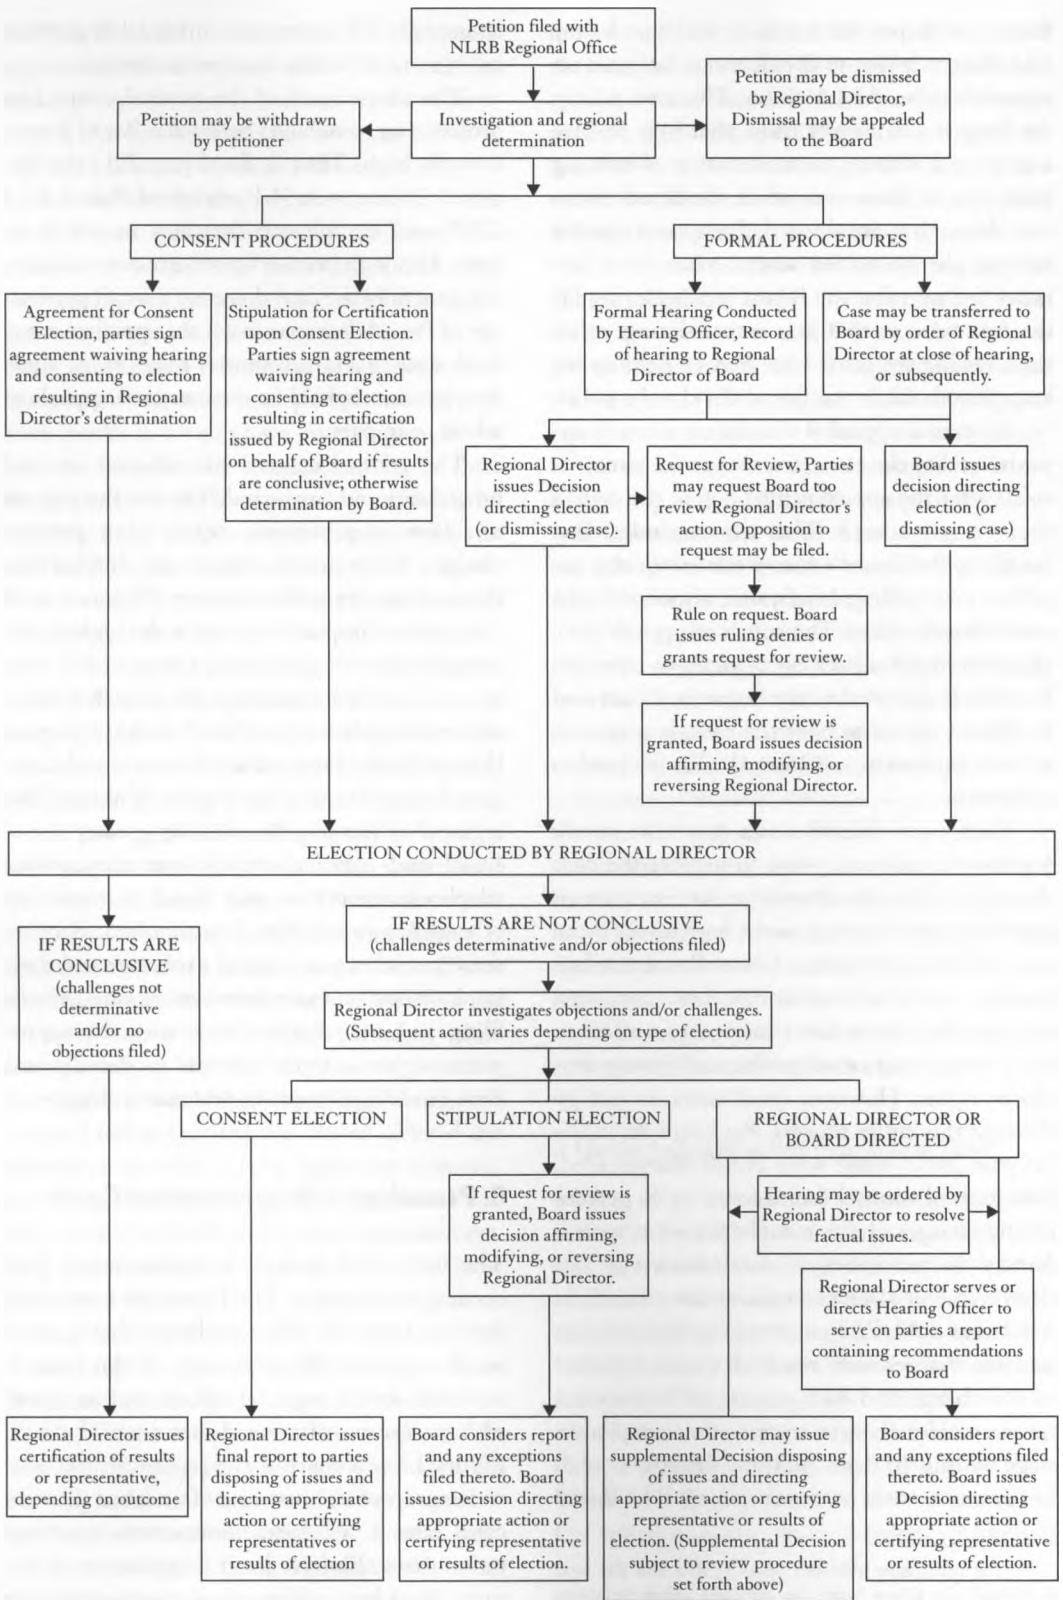 Petition filed with
NLRB Regional Office
Petition may be withdrawn
by petitioner
Investigation and regional
determination
Petition may be dismissed
by Regional Director,
Dismissal may be appealed
to the Board
CONSENT PROCEDURES
FORMAL PROCEDURES
Agreement for Consent
Election, parties sign
agreement waiving hearing
and consenting to election
resulting in Regional
Director's determination
Stipulation for Certification
upon Consent Election.
Parties sign agreement
waiving hearing and
consenting to election
resulting in certification
issued by Regional Director
on behalf of Board if results
are conclusive; otherwise
determination by Board.
Formal Hearing Conducted
by Hearing Officer, Record
of hearing to Regional
Director of Board
Case may be transferred to
Board by order of Regional
Director at close of hearing,
or subsequently.
Regional Director
issues Decision
directing election
(or dismissing case).
Request for Review, Parties
may request Board too
review Regional Director's
action. Opposition to
request may be filed.
Board issues
decision directing
election (or
dismissing case)
Rule on request. Board
issues ruling denies or
grants request for review.
If request for review is
granted, Board issues decision
affirming, modifying, or
reversing Regional Director.
ELECTION CONDUCTED BY REGIONAL DIRECTOR
IF RESULTS ARE
CONCLUSIVE
(challenges not
determinative
and/or no
objections filed)
IF RESULTS ARE NOT CONCLUSIVE
(challenges determinative and/or objections filed)
Regional Director investigates objections and/or challenges.
(Subsequent action varies depending on type of election)
CONSENT ELECTION
STIPULATION ELECTION
REGIONAL DIRECTOR OR
BOARD DIRECTED
If request for review is
granted, Board issues
decision affirming,
modifying, or reversing
Regional Director.
Hearing may be ordered by
Regional Director to resolve
factual issues.
Regional Director serves or
directs Hearing Officer to
serve on parties a report
containing recommendations
to Board
Regional Director issues
certification of results
or representative,
depending on outcome
Regional Director issues
final report to parties
disposing of issues and
directing appropriate
action or certifying
representatives or
results of election.
Board considers report
and any exceptions
filed thereto. Board
issues Decision directing
appropriate action or
certifying representative
or results of election.
Regional Director may issue
supplemental Decision disposing
of issues and directing
appropriate action or certifying
representative or results of
election. (Supplemental Decision
subject to review procedure
set forth above)
Board considers report
and any exceptions filed
thereto. Board issues
Decision directing
appropriate action or
certifying representative
or results of election.